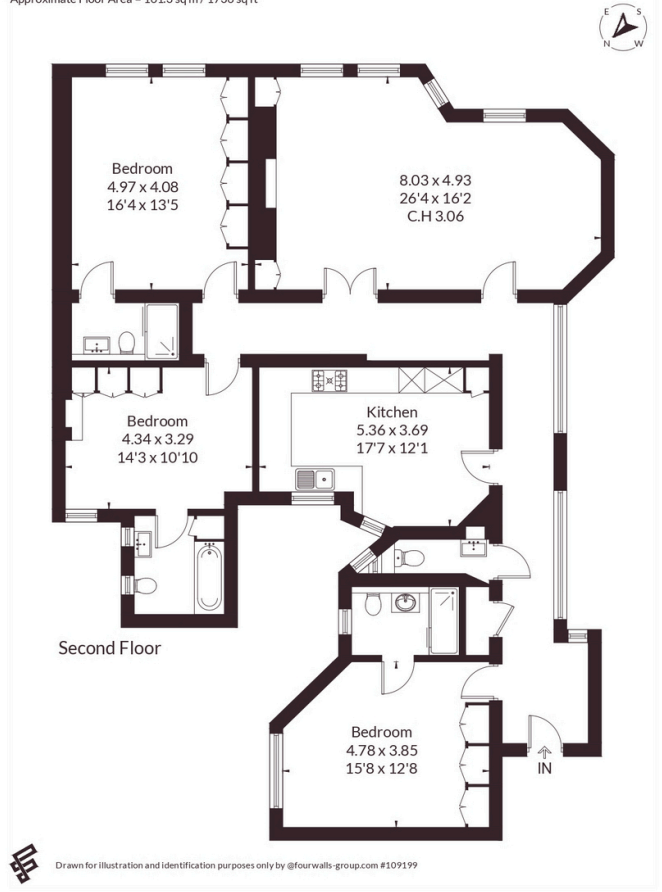 E S
N W
Bedroom
4.97 x 4.08
16'4 x 13'5
8.03 x 4.93
26'4 x 16'2
C.H 3.06
Bedroom
4.34 x 3.29
14'3 x 10'10
Kitchen
5.36 x 3.69
17'7 x 12'1
Second Floor
Bedroom
4.78 x 3.85
15'8 x 12'8
IN
Drawn for illustration and identification purposes only by @fourwalls-group.com #109199